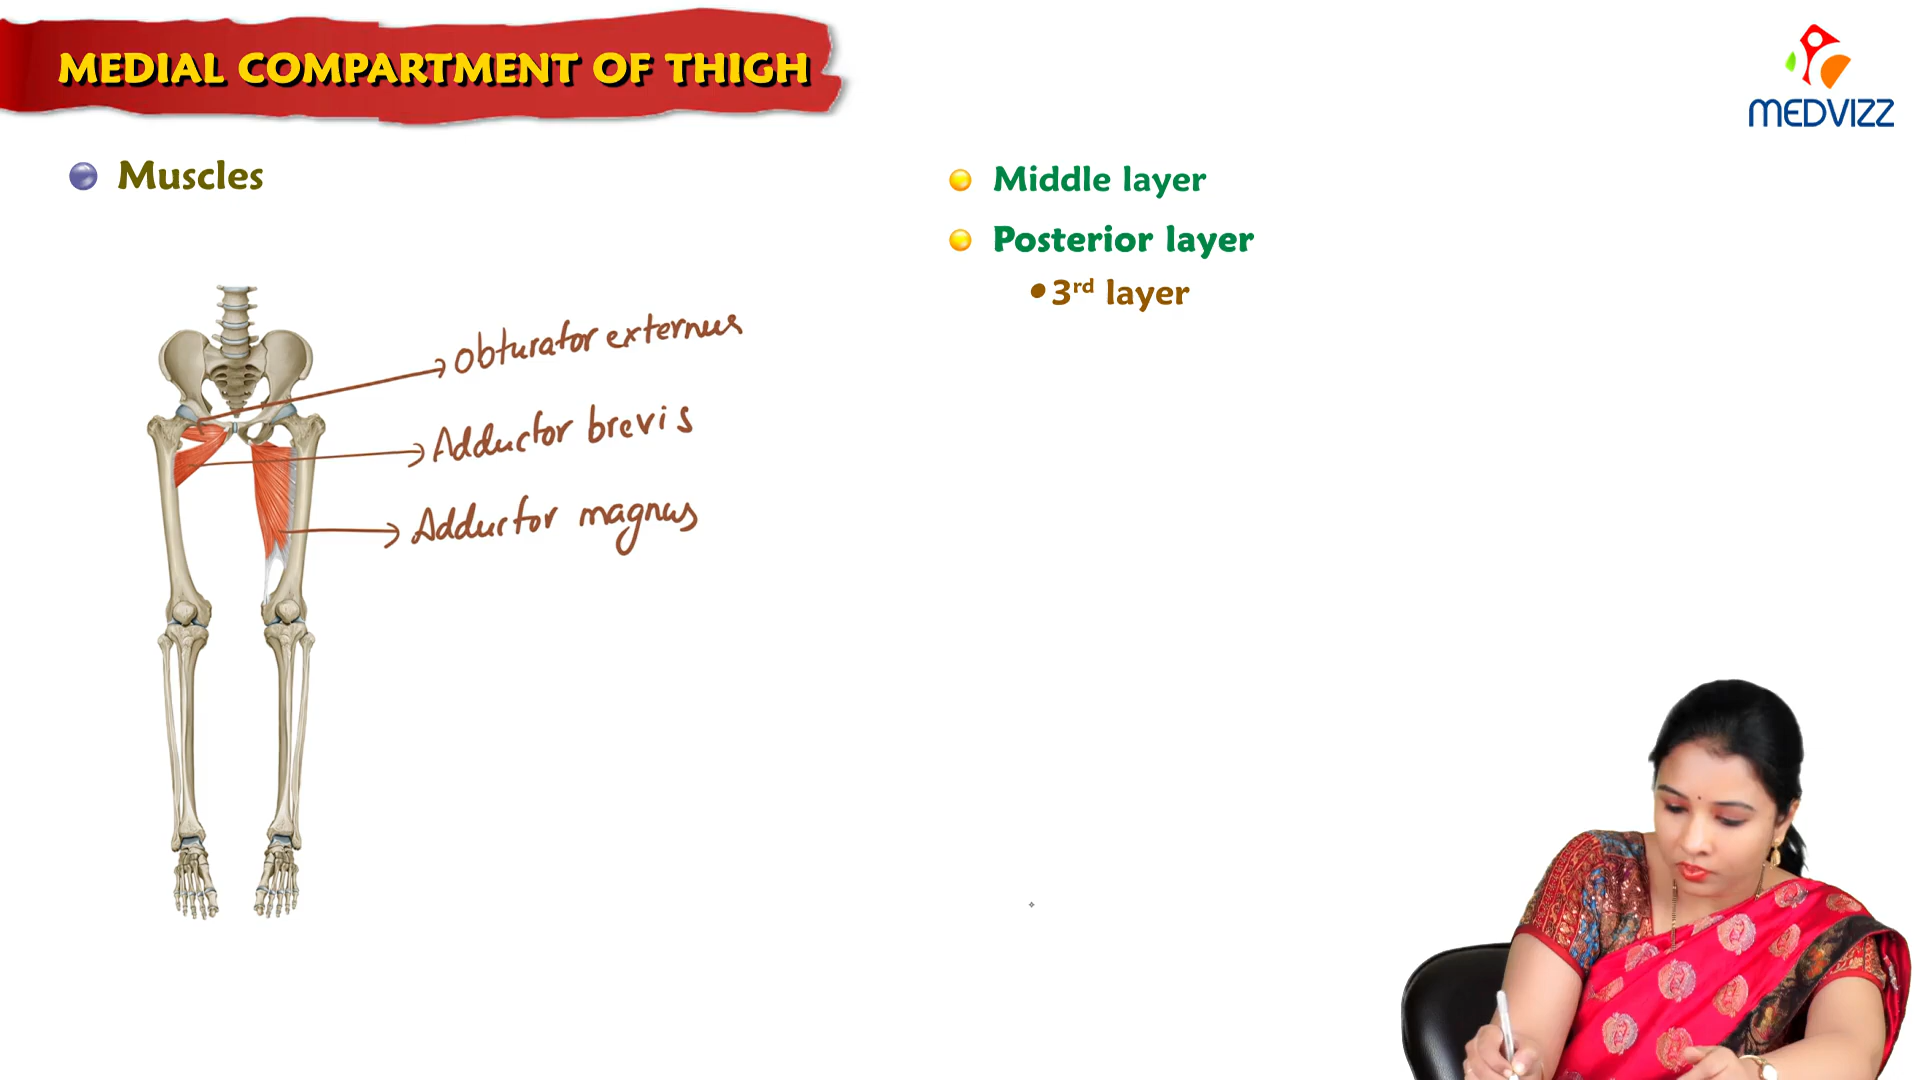 MEDIAL COMPARTMENT OF THIGH
MEDVIZZ
Muscles
Obturator externus
Adductor brevis
Adductor magnus
Middle layer
Posterior layer
3rd layer